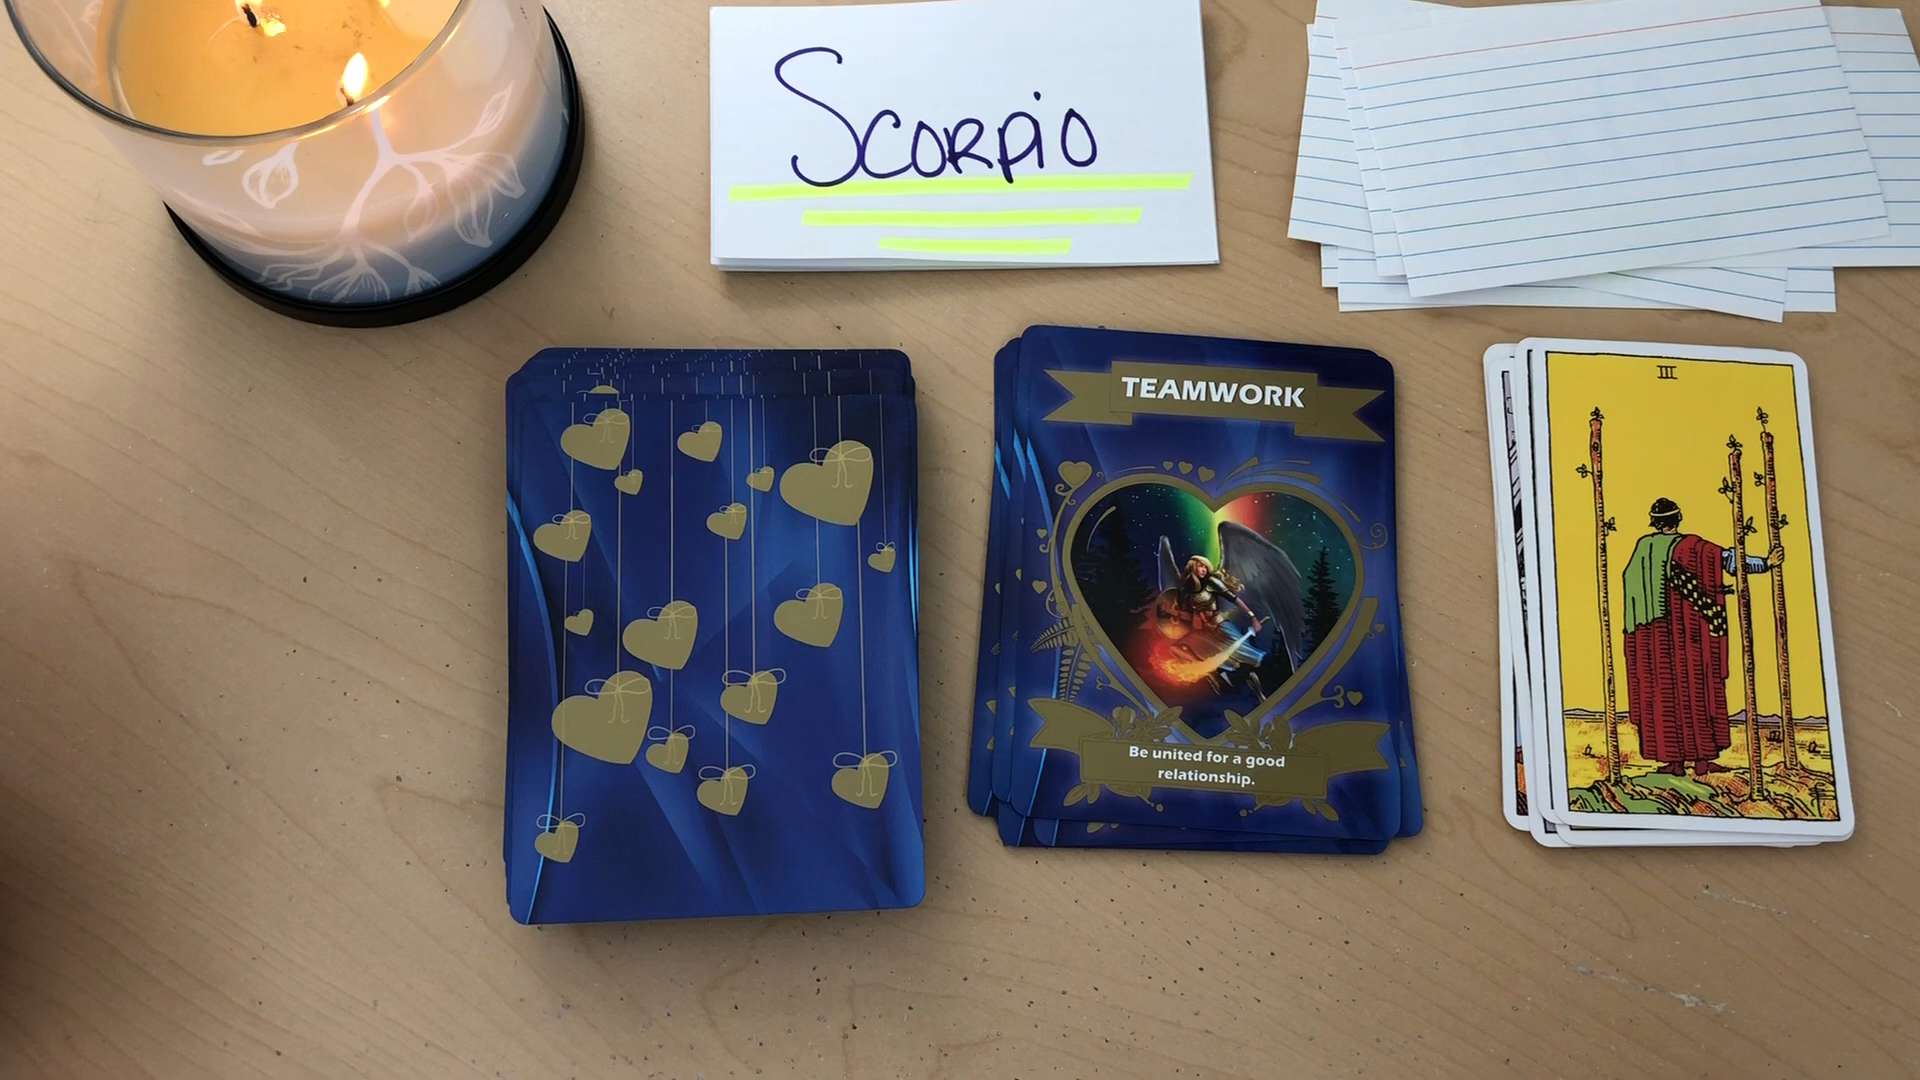 Scorpio
TEAMWORK
Be united for a good
relationship.
III